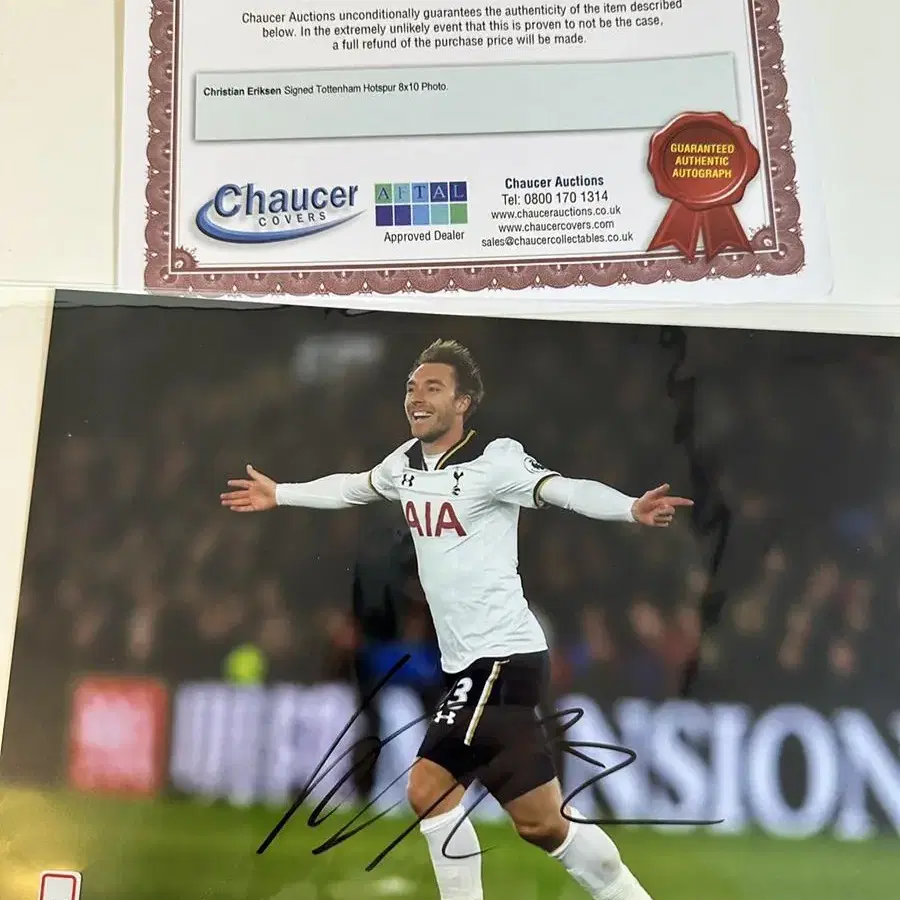 Chaucer Auctions unconditionally guarantees the authenticity of the item described
below. In the extremely unlikely event that this is proven to not be the case,
a full refund of the purchase price will be made.
Christian Eriksen Signed Tottenham Hotspur 8x10 Photo.
Chaucer
COVERS
AFTAL
Approved Dealer
Chaucer Auctions
Tel: 0800 170 1314
www.chaucerauctions.co.uk
www.chaucercovers.com
sales@chaucercollectables.co.uk
GUARANTEED
AUTHENTIC
AUTOGRAPH
AIA
3